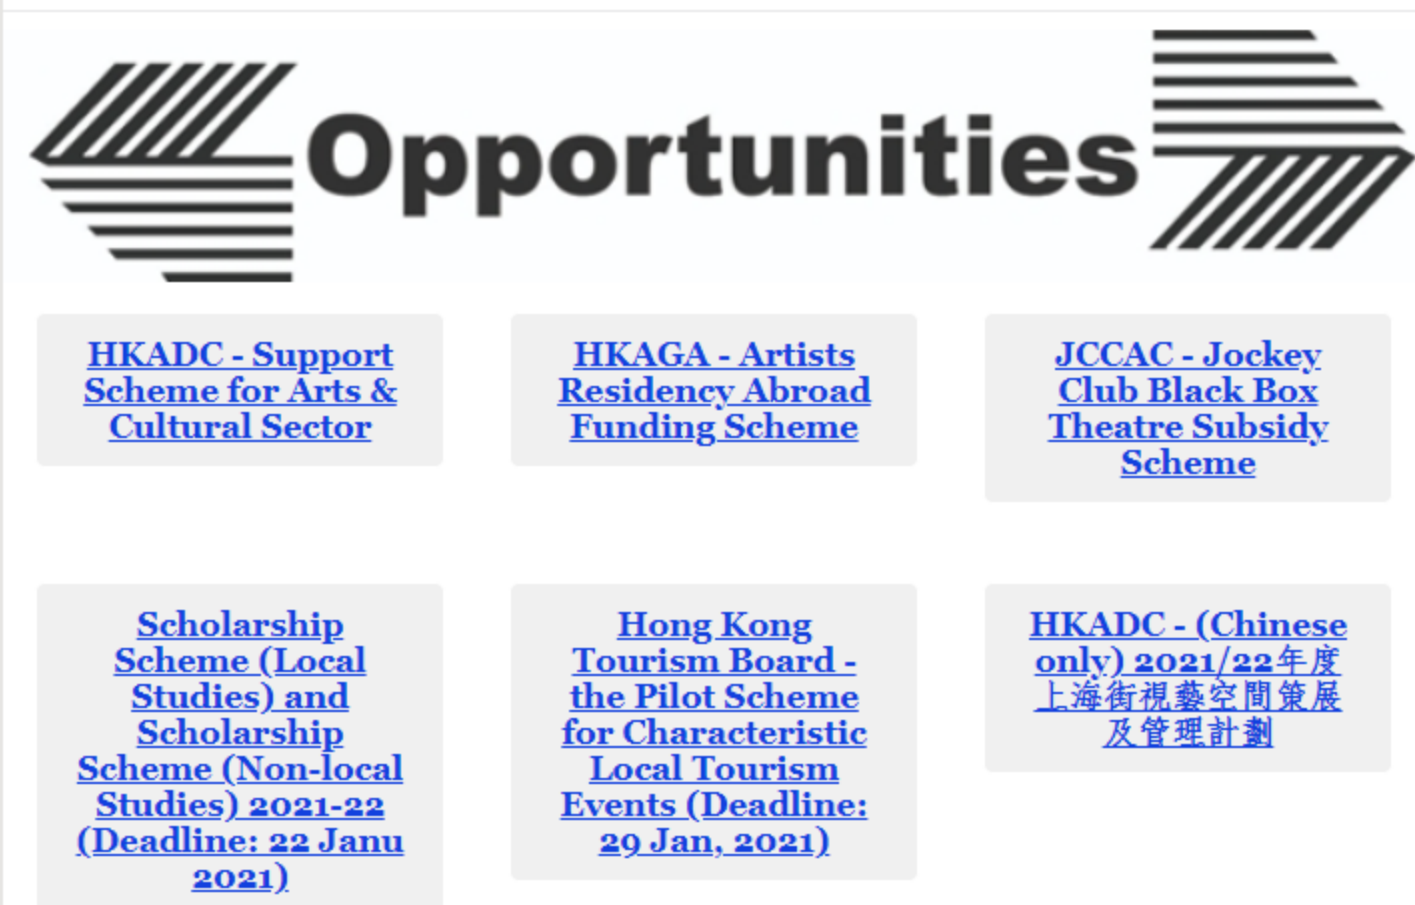 Opportunities
HKADC - Support
Scheme for Arts &
Cultural Sector
HKAGA - Artists
Residency Abroad
Funding Scheme
JCCAC - Jockey
Club Black Box
Theatre Subsidy
Scheme
Scholarship
Scheme (Local
Studies) and
Scholarship
Scheme (Non-local
Studies) 2021-22
(Deadline: 22 Janu
2021)
Hong Kong
Tourism Board -
the Pilot Scheme
for Characteristic
Local Tourism
Events (Deadline:
29 Jan, 2021)
HKADC - (Chinese
only) 2021/22年度
上海街視藝空間策展
及管理計劃